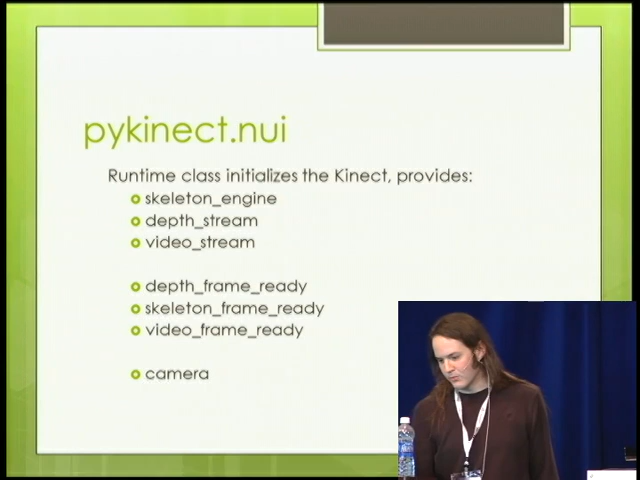 pykinect.nui
Runtime class initializes the Kinect, provides:
skeleton_engine
depth_stream
video_stream
depth_frame_ready
skeleton_frame_ready
video_frame_ready
camera